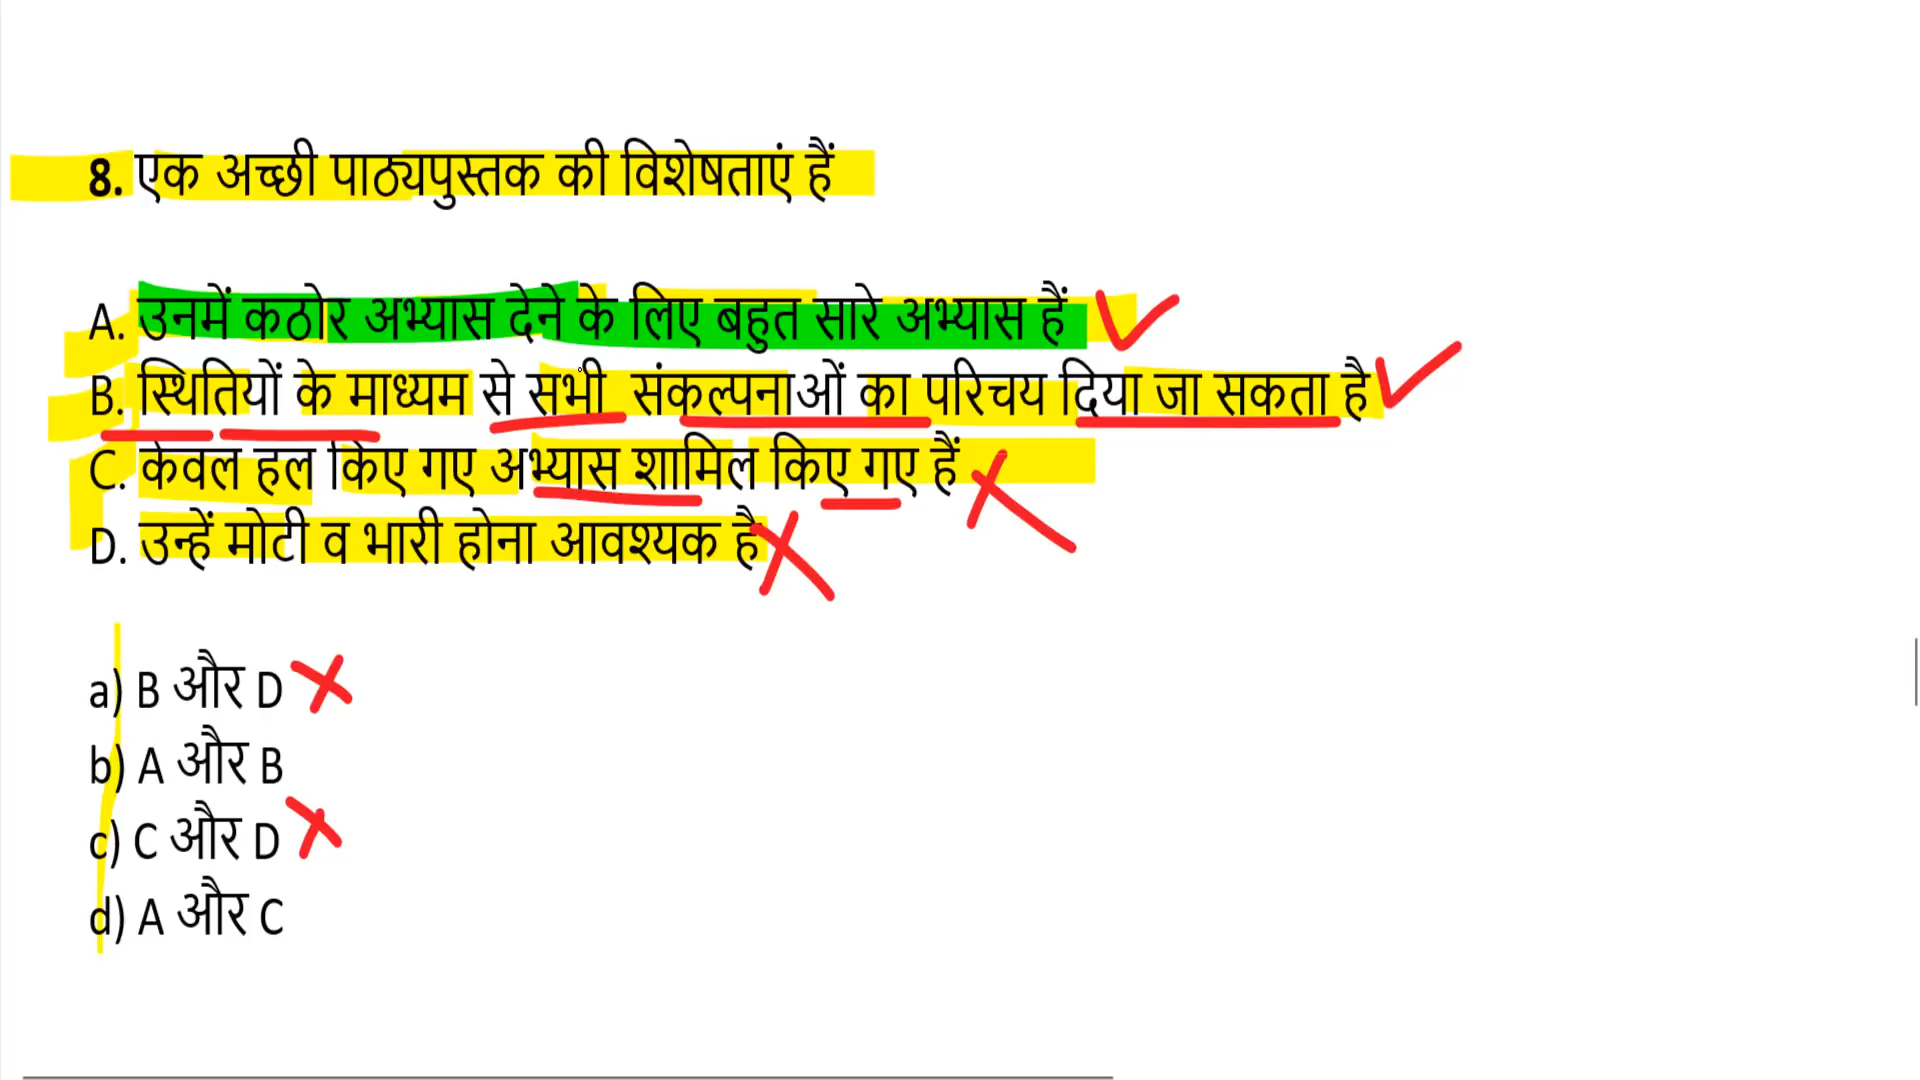 8. एक अच्छी पाठ्यपुस्तक की विशेषताएं हैं
A. उनमें कठोर अभ्यास देने के लिए बहुत सारे अभ्यास हैं
B. स्थितियों के माध्यम से सभी संकल्पनाओं का परिचय दिया जा सकता है
C. केवल हल किए गए अभ्यास शामिल किए गए हैं
D. उन्हें मोटी व भारी होना आवश्यक है
a) B और D
b) A और B
c) C और D
d) A और C